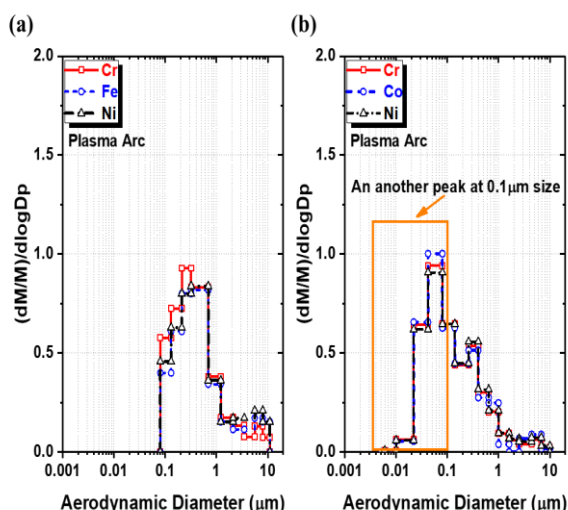 (a)
2.0
1.5
1.0
0.5
0.0
(dM/M)/dlogDp
Cr
Fe
Ni
Plasma Arc
0.001 0.01 0.1 1 10
Aerodynamic Diameter (µm)
(b)
2.0
1.5
1.0
0.5
0.0
(dM/M)/dlogDp
Cr
Co
Ni
Plasma Arc
An another peak at 0.1µm size
0.001 0.01 0.1 1 10
Aerodynamic Diameter (µm)